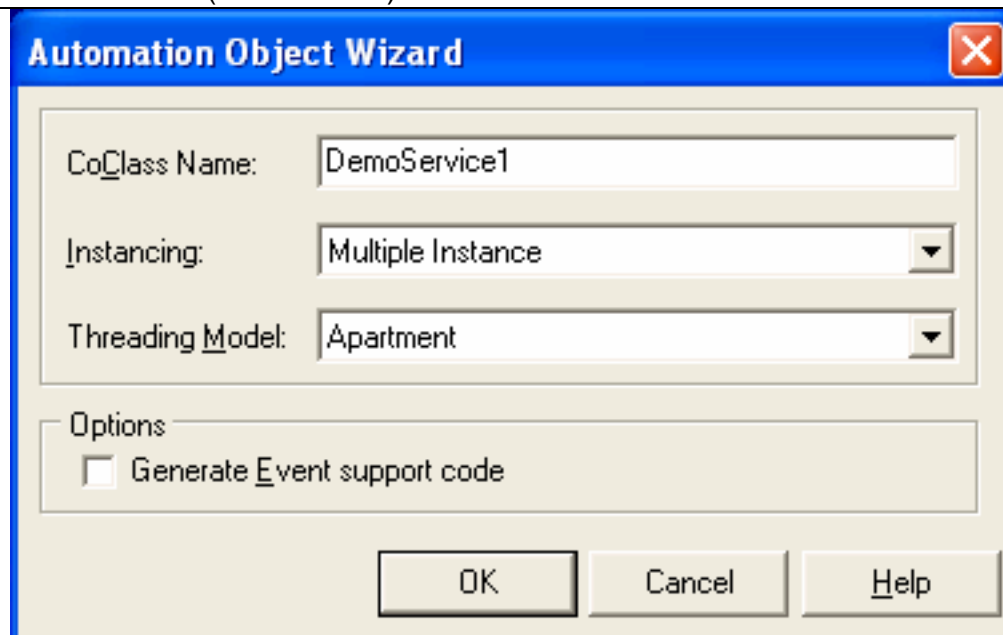 Automation Object Wizard
CoClass Name: DemoService1
Instancing: Multiple Instance
Threading Model: Apartment
Options
Generate Event support code
OK Cancel Help